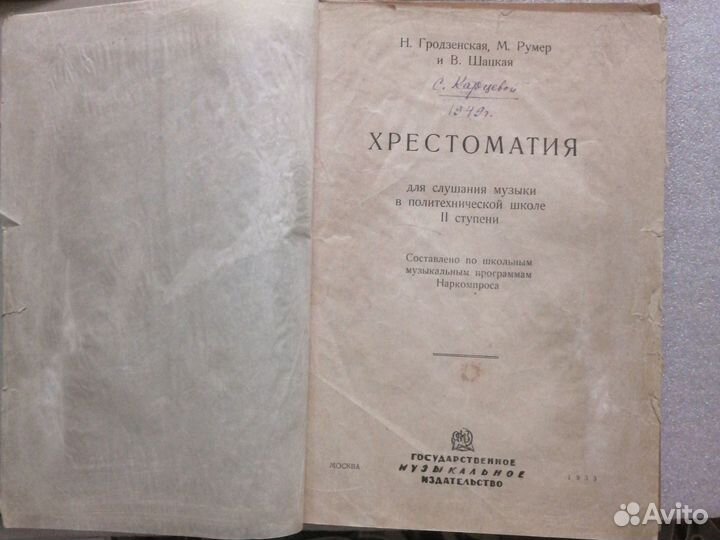 Н. Гродзенская, М. Румер
и В. Шацкая
С. Карцевой
1949г.
ХРЕСТОМАТИЯ
для слушания музыки
в политехнической школе
II ступени
Составлено по школьным
музыкальным программам
Наркомпроса
ГОСУДАРСТВЕННОЕ
МУЗЫКАЛЬНОЕ
ИЗДАТЕЛЬСТВО
МОСКВА
1933
Avito